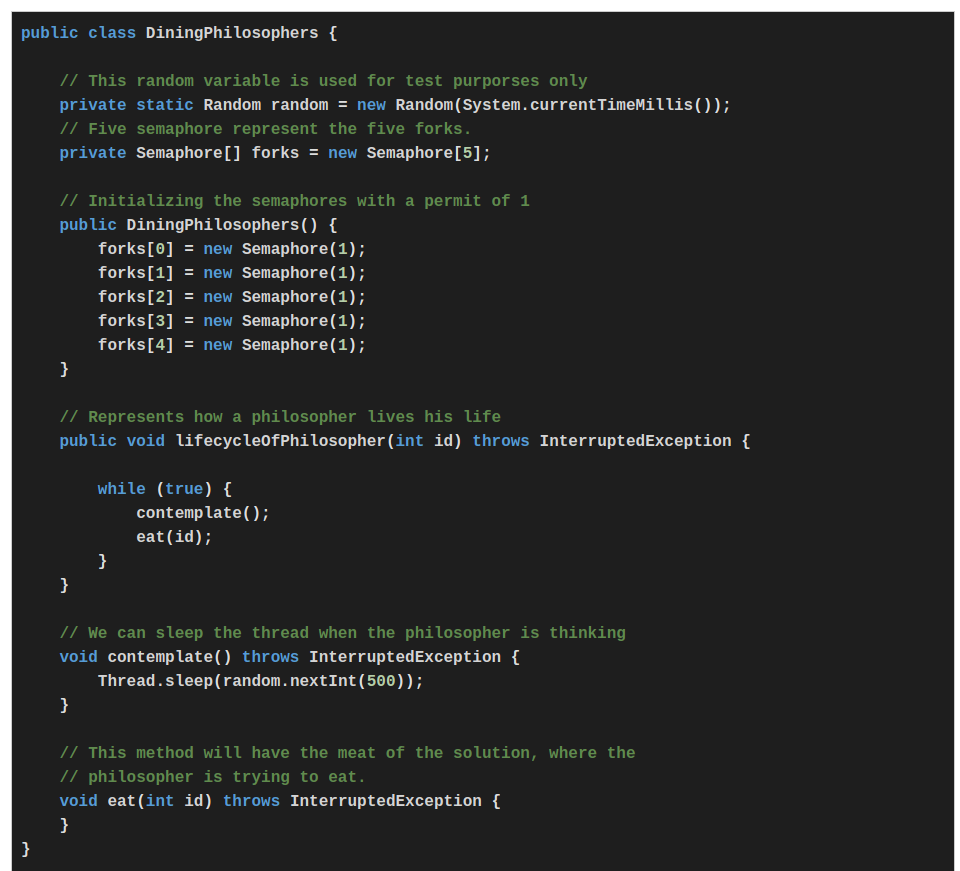 public class DiningPhilosophers {
// This random variable is used for test purporses only
private static Random random = new Random(System.currentTimeMillis());
// Five semaphore represent the five forks.
private Semaphore[] forks = new Semaphore[5];
// Initializing the semaphores with a permit of 1
public DiningPhilosophers() {
forks[0] = new Semaphore(1);
forks[1] = new Semaphore(1);
forks[2] = new Semaphore(1);
forks[3] = new Semaphore(1);
forks[4] = new Semaphore(1);
}
// Represents how a philosopher lives his life
public void lifecycleOfPhilosopher(int id) throws InterruptedException {
while (true) {
contemplate();
eat(id);
}
}
// We can sleep the thread when the philosopher is thinking
void contemplate() throws InterruptedException {
Thread.sleep(random.nextInt(500));
}
// This method will have the meat of the solution, where the
// philosopher is trying to eat.
void eat(int id) throws InterruptedException {
}
}